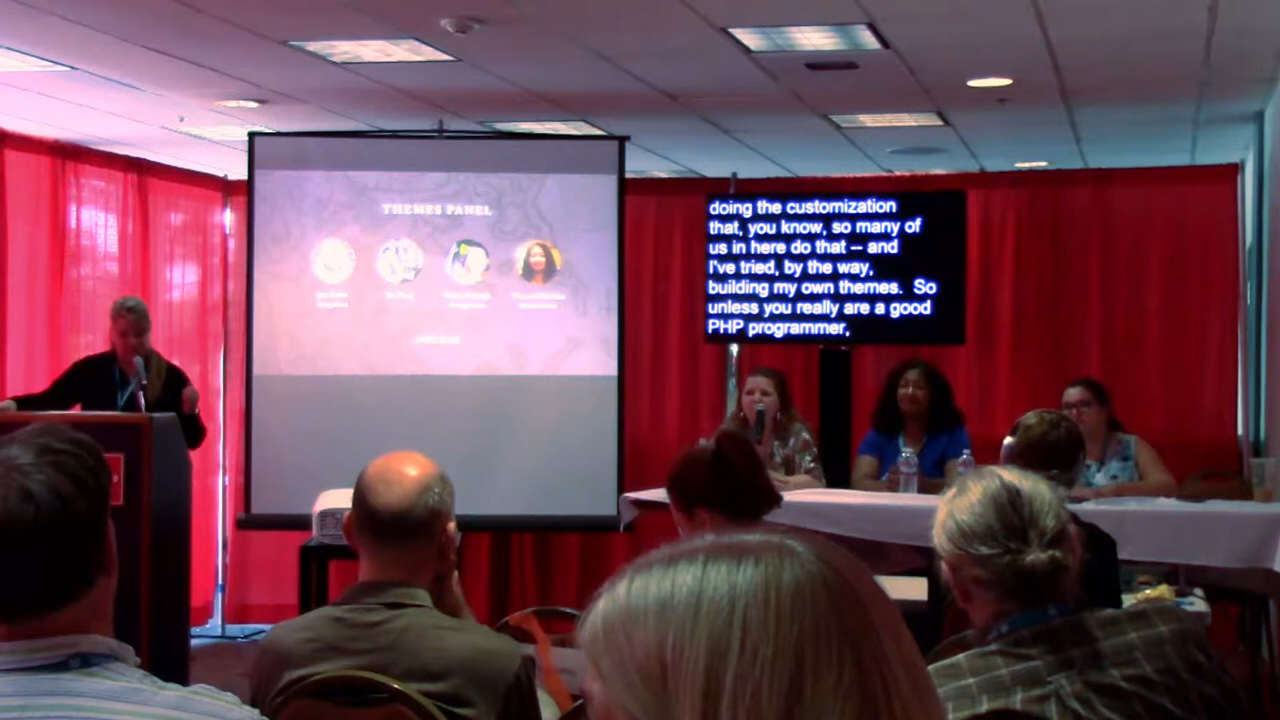 THEMES PANEL
doing the customization
that, you know, so many of
us in here do that -- and
I've tried, by the way,
building my own themes.  So
unless you really are a good
PHP programmer,